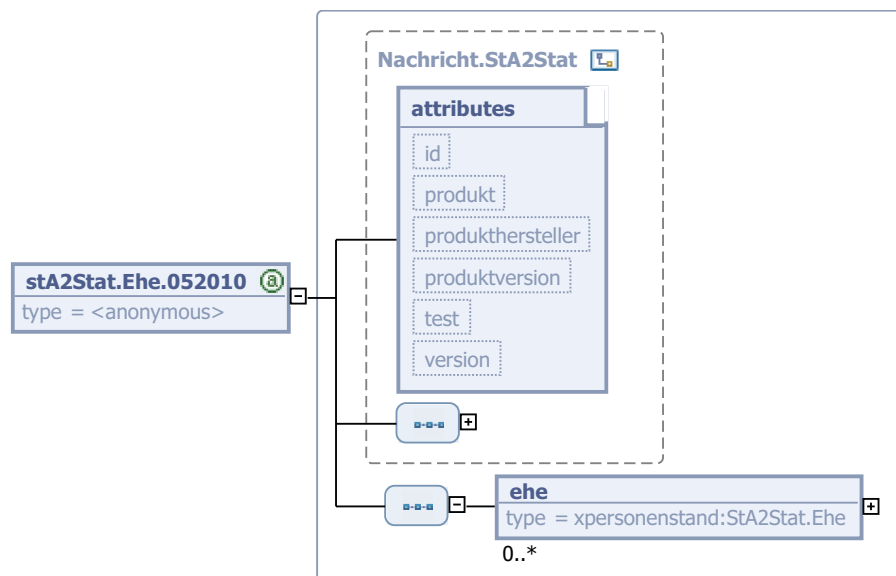 Nachricht.StA2Stat
attributes
id
produkt
produkthersteller
produktversion
test
version
stA2Stat.Ehe.052010 @
type = <anonymous>
ehe
type = xpersonenstand:StA2Stat.Ehe
0..*